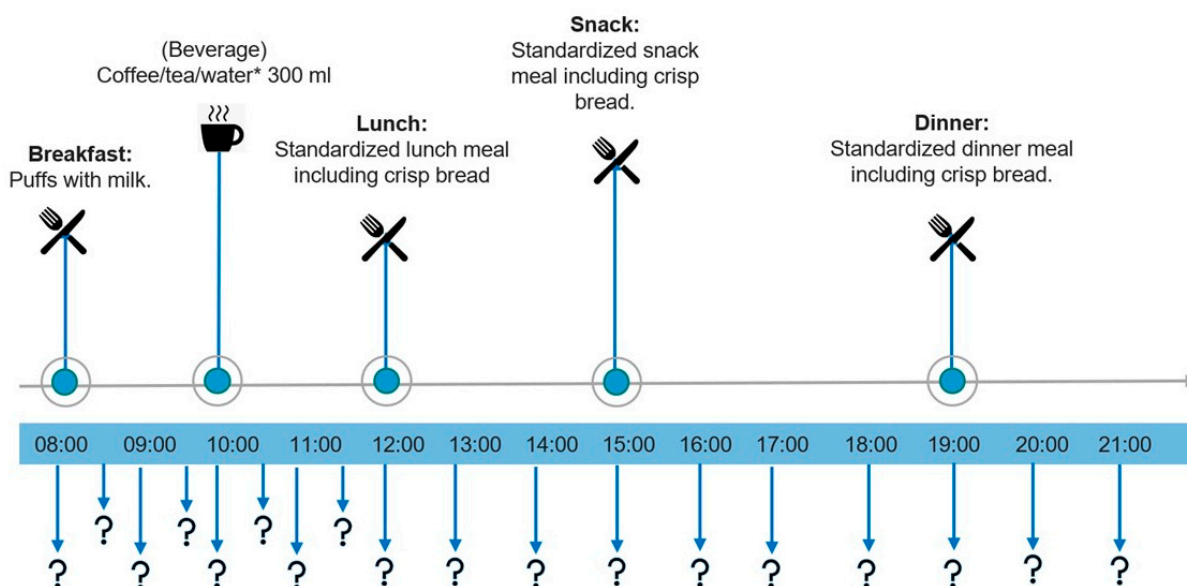 Snack:
Standardized snack
meal including crisp
bread.
(Beverage)
Coffee/tea/water* 300 ml
Lunch:
Standardized lunch meal
including crisp bread
Dinner:
Standardized dinner meal
including crisp bread.
Breakfast:
Puffs with milk.
08:00 09:00 10:00 11:00 12:00 13:00 14:00 15:00 16:00 17:00 18:00 19:00 20:00 21:00
? ? ? ?
? ? ? ? ? ? ? ? ? ? ? ? ? ?